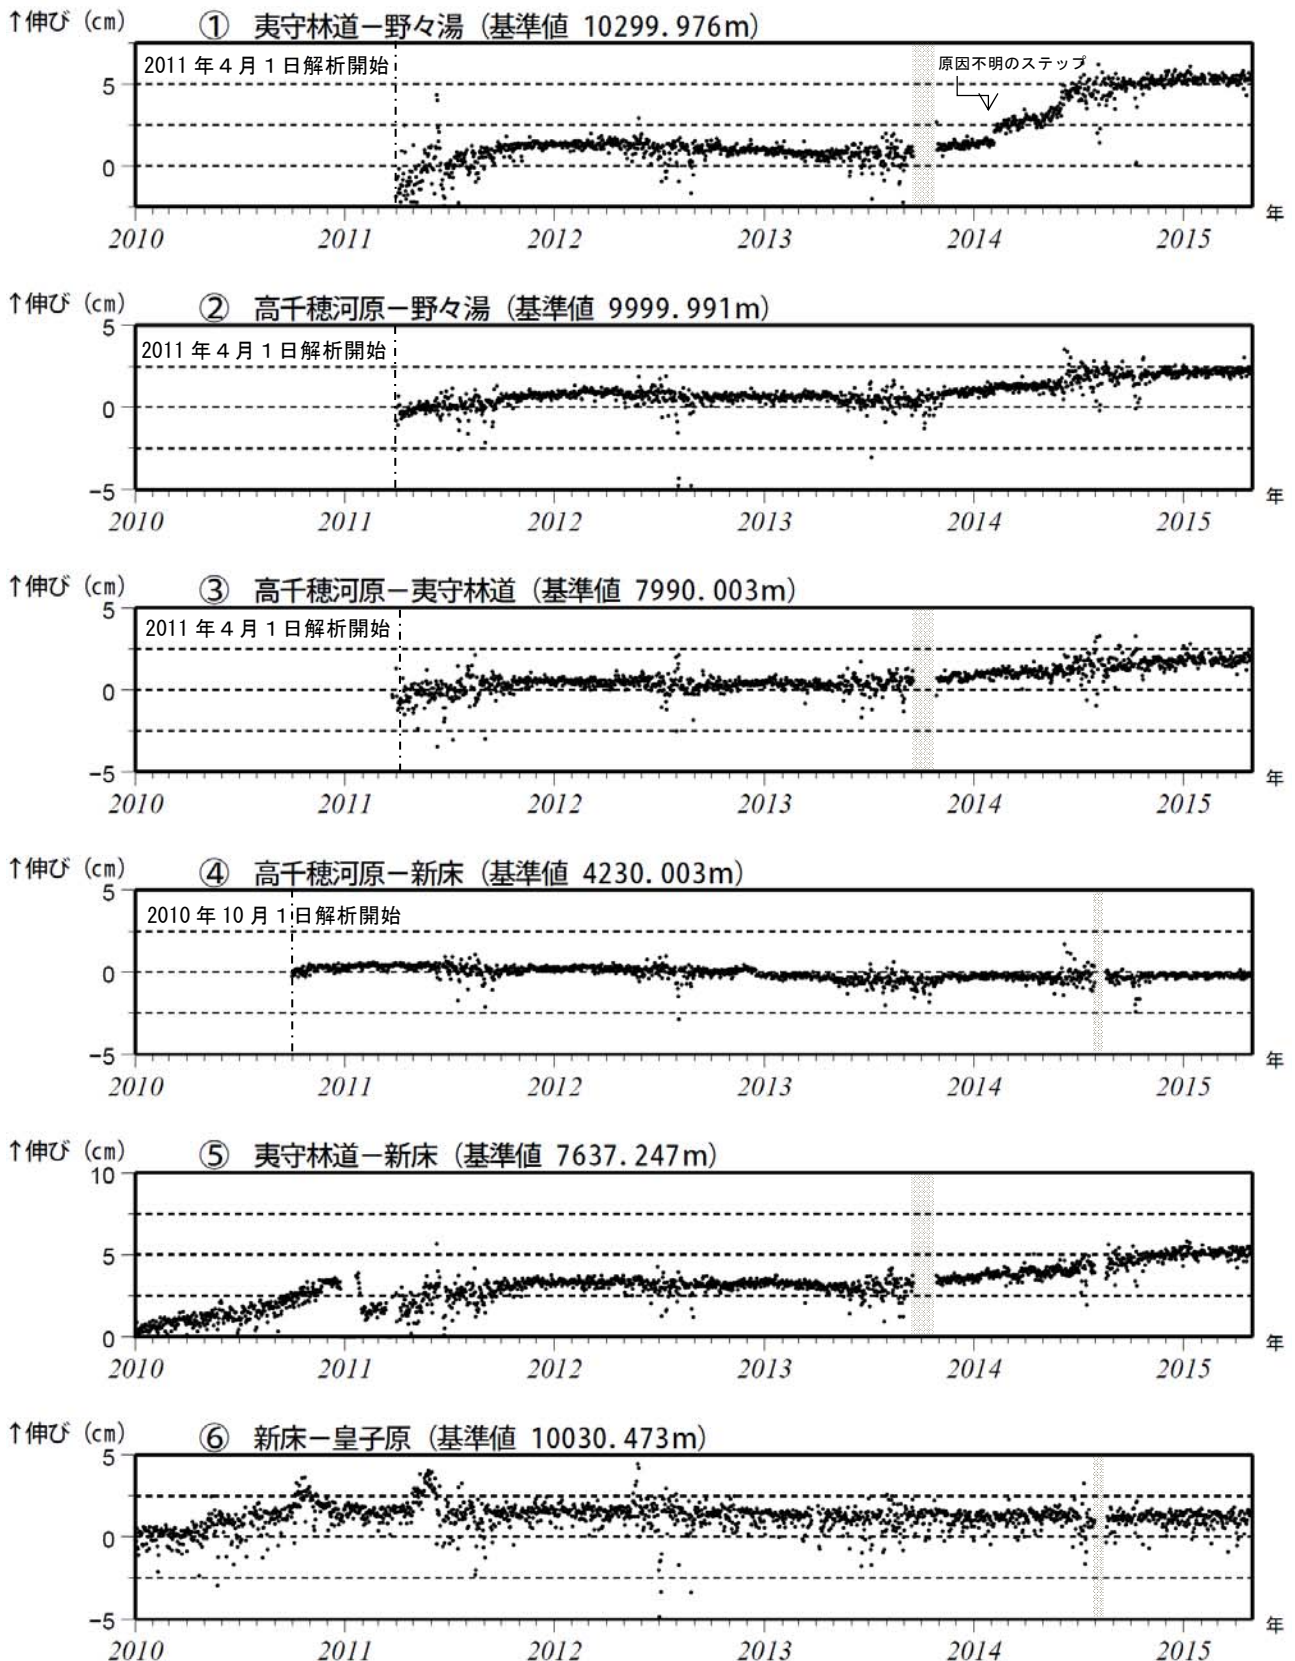 ↑伸び（cm） ① 夷守林道－野々湯（基準値 10299.976m）
2011年４月１日解析開始
原因不明のステップ
5
0
2010 2011 2012 2013 2014 2015 年
↑伸び（cm） ② 高千穂河原－野々湯（基準値 9999.991m）
5
2011年４月１日解析開始
0
−5
2010 2011 2012 2013 2014 2015 年
↑伸び（cm） ③ 高千穂河原－夷守林道（基準値 7990.003m）
5
2011年４月１日解析開始
0
−5
2010 2011 2012 2013 2014 2015 年
↑伸び（cm） ④ 高千穂河原－新床（基準値 4230.003m）
5
2010年10月１日解析開始
0
−5
2010 2011 2012 2013 2014 2015 年
↑伸び（cm） ⑤ 夷守林道－新床（基準値 7637.247m）
10
5
0
2010 2011 2012 2013 2014 2015 年
↑伸び（cm） ⑥ 新床－皇子原（基準値 10030.473m）
5
0
−5
2010 2011 2012 2013 2014 2015 年